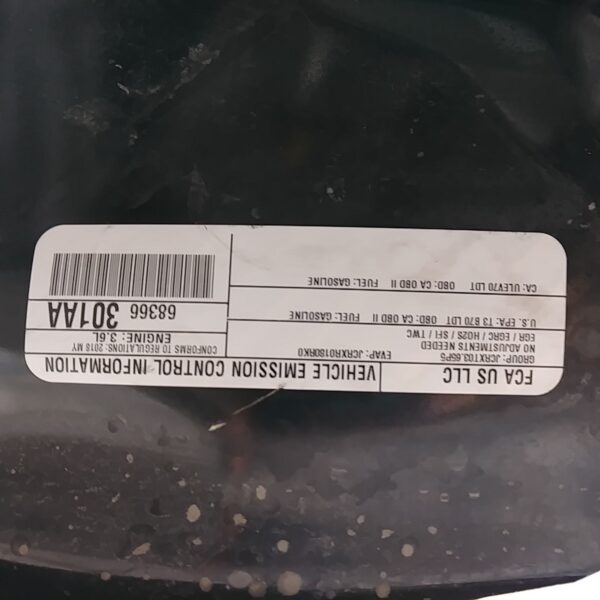 FCA US LLC
VEHICLE EMISSION CONTROL INFORMATION
GROUP: JCRXT03.65P5
EVAP: JCRXR0180RK0
NO ADJUSTMENTS NEEDED
EGR / EGRC / HO2S / SFI / TWC
CONFORMS TO REGULATIONS: 2018 MY
ENGINE: 3.6L
U.S. EPA: T3 B70 LDT OBD: CA OBD II FUEL: GASOLINE
68366 301AA
CA: ULEV70 LDT OBD: CA OBD II FUEL: GASOLINE